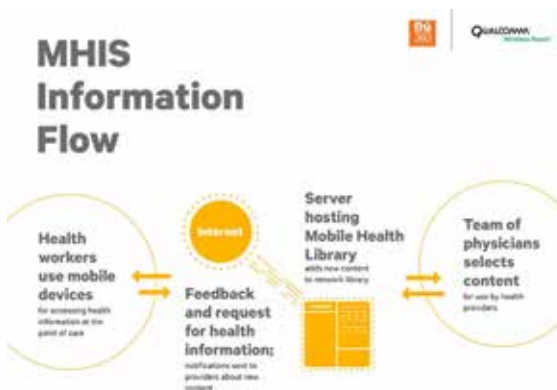 QUALCOMM
Wireless Reach
MHIS
Information
Flow
Health
workers
use mobile
devices
for accessing health
information at the
point of care
Internet
Feedback
and request
for health
information;
notifications sent to
providers about new
content
Server
hosting
Mobile Health
Library
adds new content
to network library
Team of
physicians
selects
content
for use by health
providers